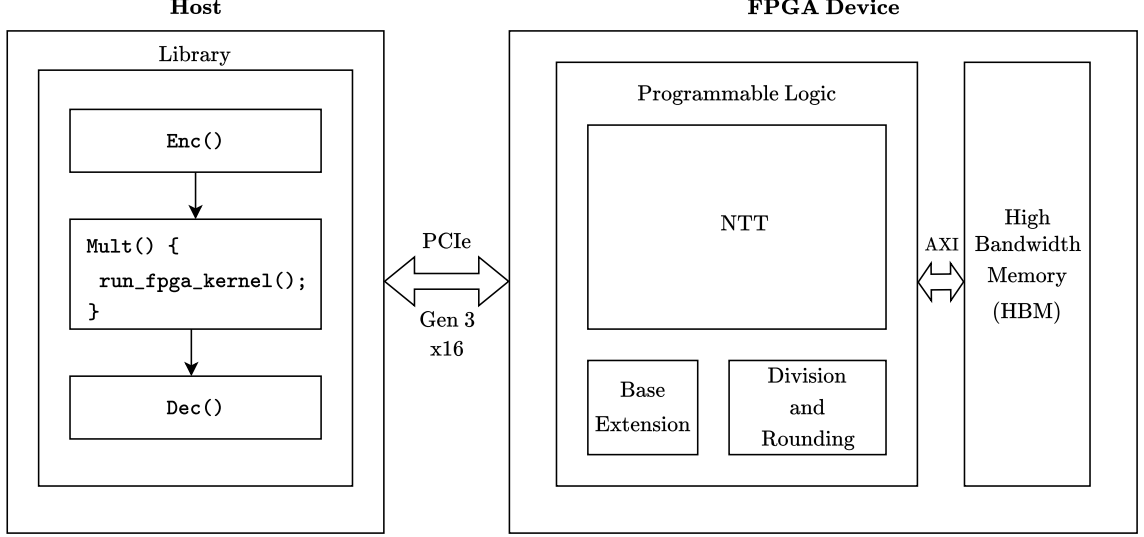 Host
Library
Enc()
Mult() {
run_fpga_kernel();
}
Dec()
PCIe
Gen 3
x16
FPGA Device
Programmable Logic
NTT
Base
Extension
Division
and
Rounding
AXI
High
Bandwidth
Memory
(HBM)